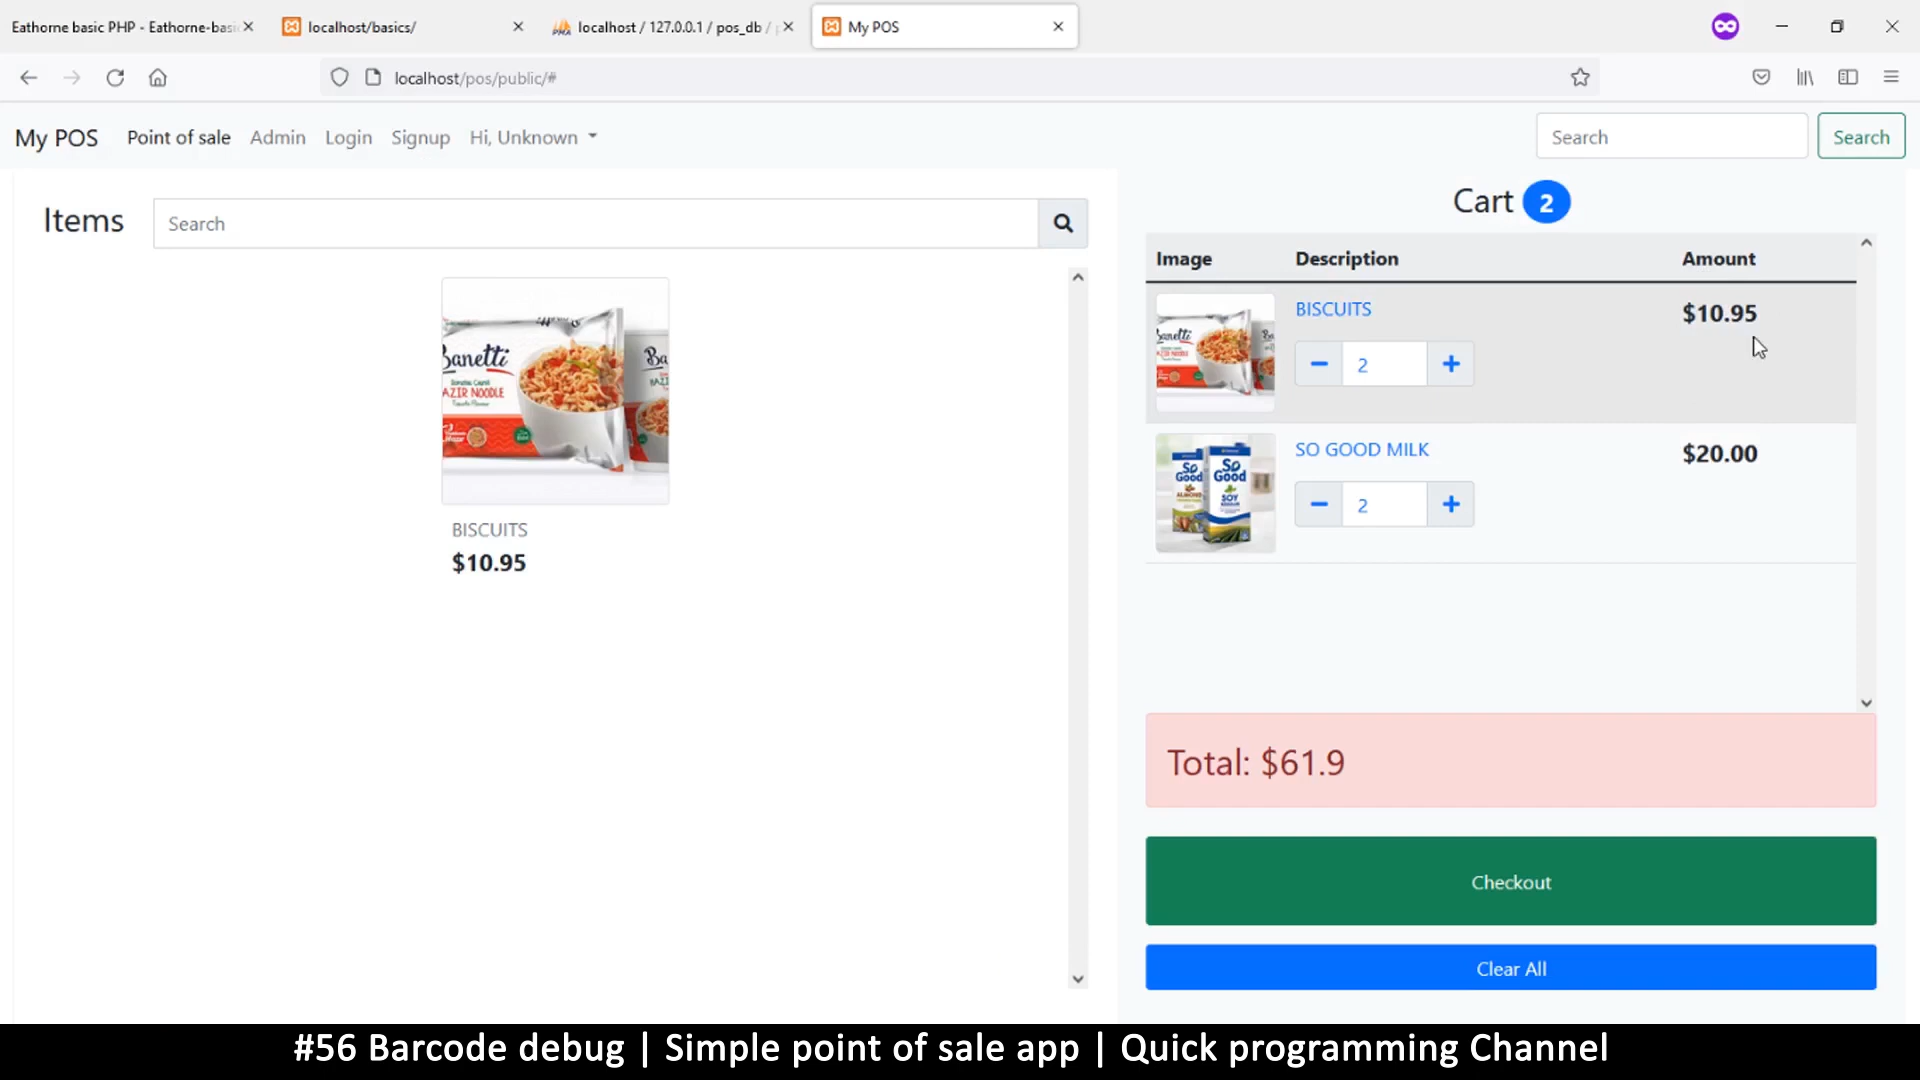 Eathorne basic PHP - Eathorne-basi
localhost/basics/
localhost / 127.0.0.1 / pos_db /
My POS
localhost/pos/public/#
My POS
Point of sale
Admin
Login
Signup
Hi, Unknown
Search
Search
Items
Search
BISCUITS
$10.95
Cart 2
Image
Description
Amount
BISCUITS
$10.95
2
SO GOOD MILK
$20.00
2
Total: $61.9
Checkout
Clear All
#56 Barcode debug | Simple point of sale app | Quick programming Channel